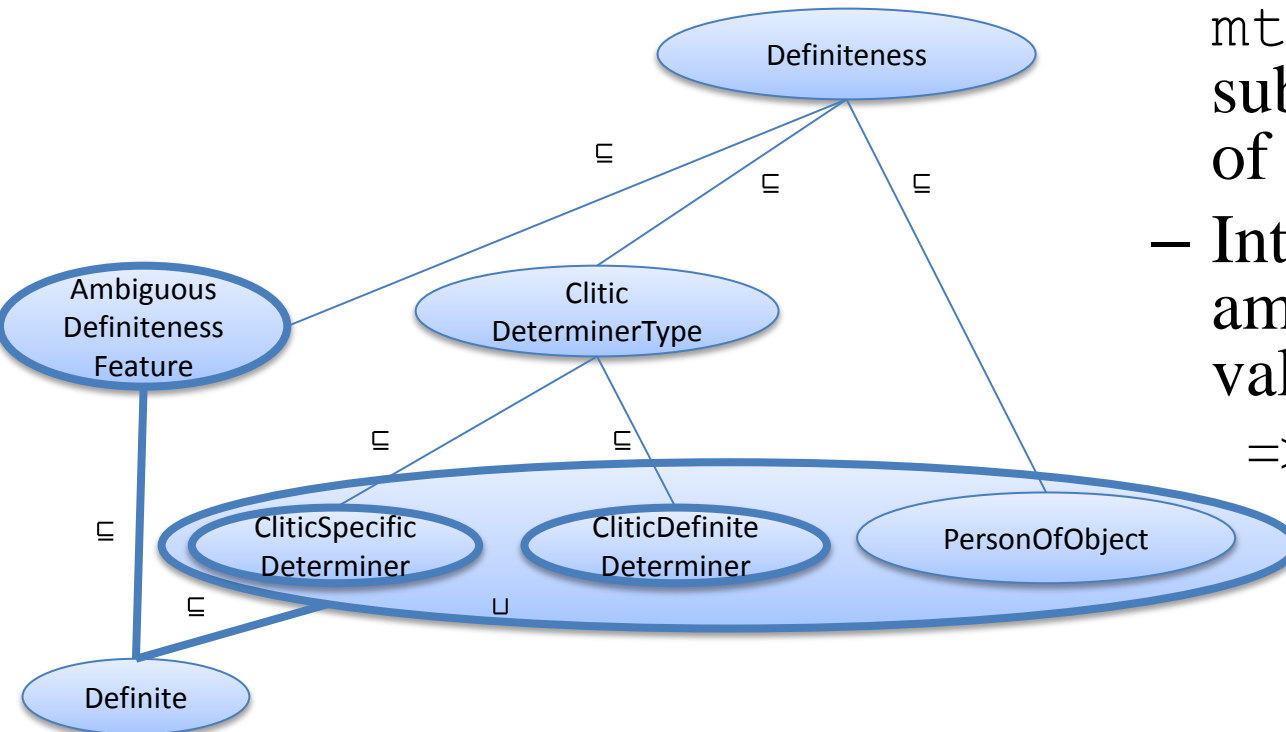 Definiteness
⊑
⊑
⊑
Ambiguous
Definiteness
Feature
Clitic
DeterminerType
⊑
⊑
CliticSpecific
Determiner
CliticDefinite
Determiner
PersonOfObject
⊑
⊑
⊔
Definite
mt
sub
of
– Int
am
val
=>